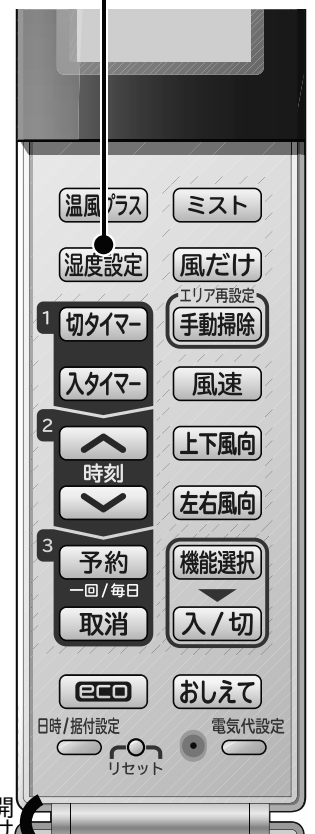 温風プラス
ミスト
湿度設定
風だけ
エリア再設定
1
切タイマー
手動掃除
入タイマー
風速
2
上下風向
時刻
左右風向
3
予約
機能選択
一回/毎日
取消
入/切
eco
おしえて
日時/据付設定
電気代設定
リセット
開
け